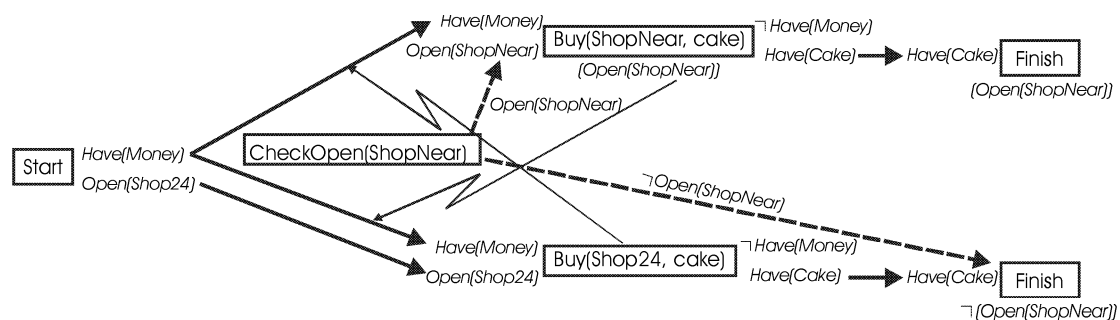 Have(Money)
Open(ShopNear)
Buy(ShopNear, cake)
(Open(ShopNear))
¬Have(Money)
Have(Cake)
Have(Cake)
Finish
(Open(ShopNear))
Open(ShopNear)
CheckOpen(ShopNear)
Start
Have(Money)
Open(Shop24)
¬Open(ShopNear)
Have(Money)
Open(Shop24)
Buy(Shop24, cake)
¬Have(Money)
Have(Cake)
Have(Cake)
Finish
¬(Open(ShopNear))